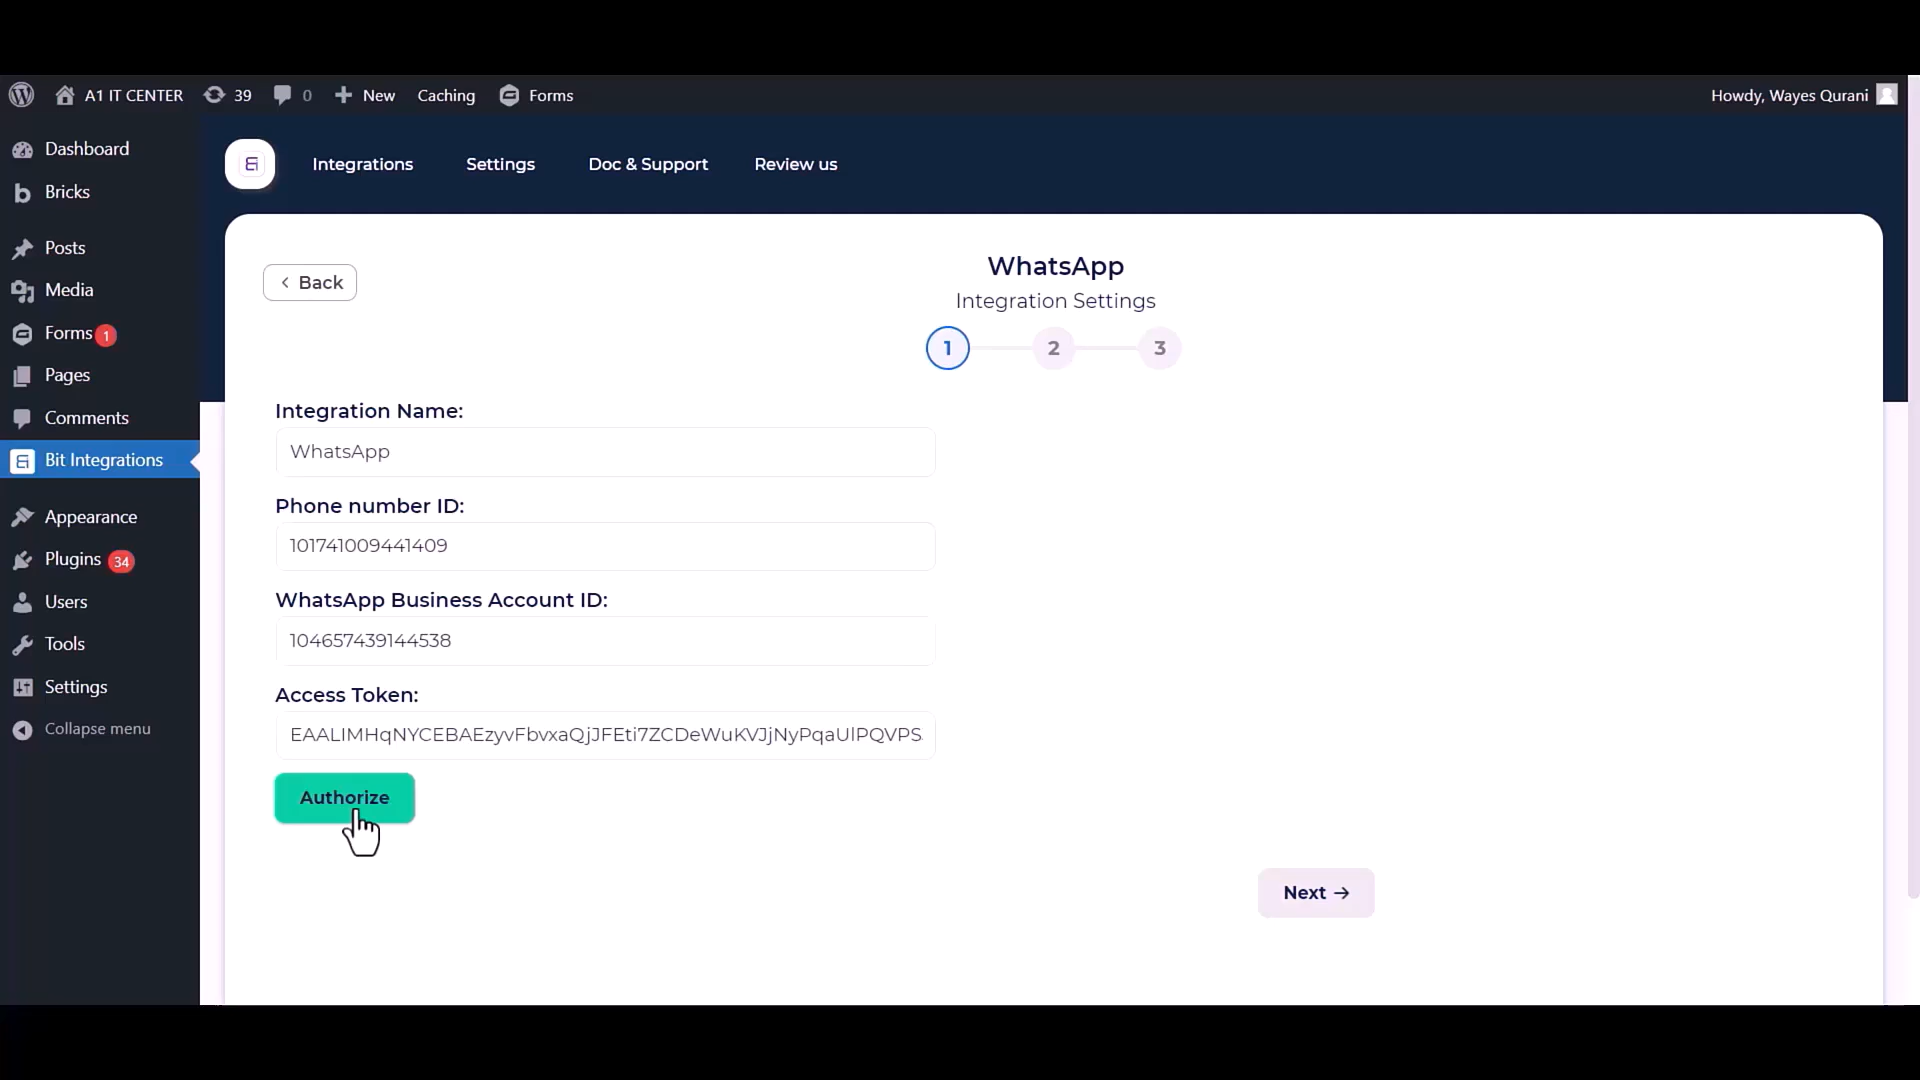 A1 IT CENTER 39 0 New Caching Forms Howdy, Wayes Qurani
Dashboard
Bricks
Posts
Media
Forms 1
Pages
Comments
Bit Integrations
Appearance
Plugins 34
Users
Tools
Settings
Collapse menu
Integrations Settings Doc & Support Review us
Back
WhatsApp
Integration Settings
1 2 3
Integration Name:
WhatsApp
Phone number ID:
101741009441409
WhatsApp Business Account ID:
104657439144538
Access Token:
EAALIMHqNYCEBAEzyvFbvxaQjJFEti7ZCDeWuKVJjNyPqaUlPQVPS
Authorize
Next →